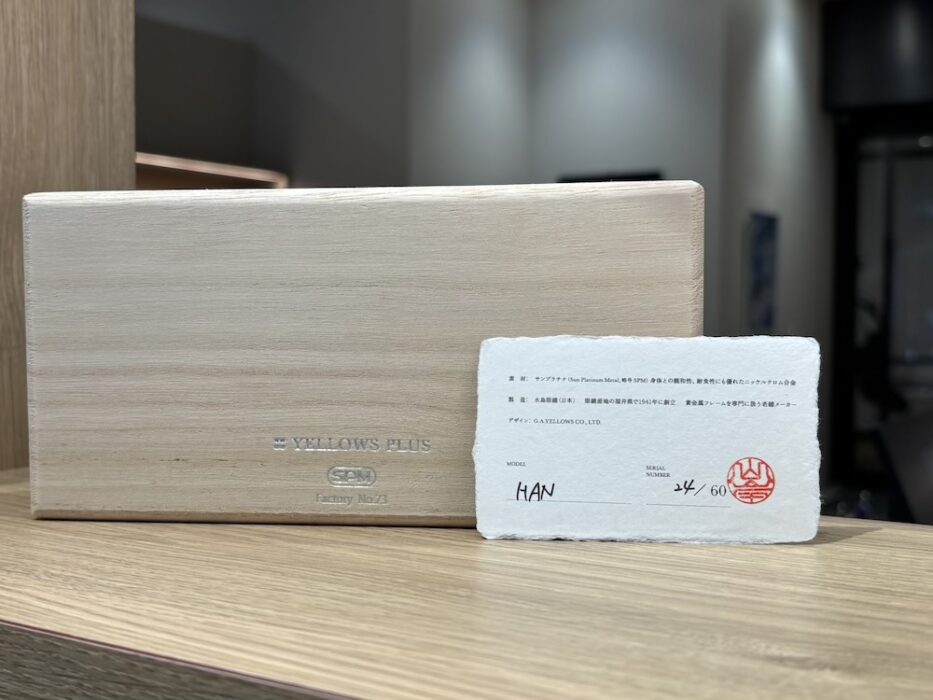 YELLOWS PLUS
SPM
Factory No.73
素 材： サンプラチナ (Sun Platinum Metal, 略号SPM) 身体との親和性、耐食性にも優れたニッケルクロム合金
製 造： 水島眼鏡 (日本) 眼鏡産地の福井県で1941年に創立 貴金属フレームを専門に扱う老舗メーカー
デザイン： G.A YELLOWS CO., LTD.
MODEL
HAN
SERIAL
NUMBER
24/60